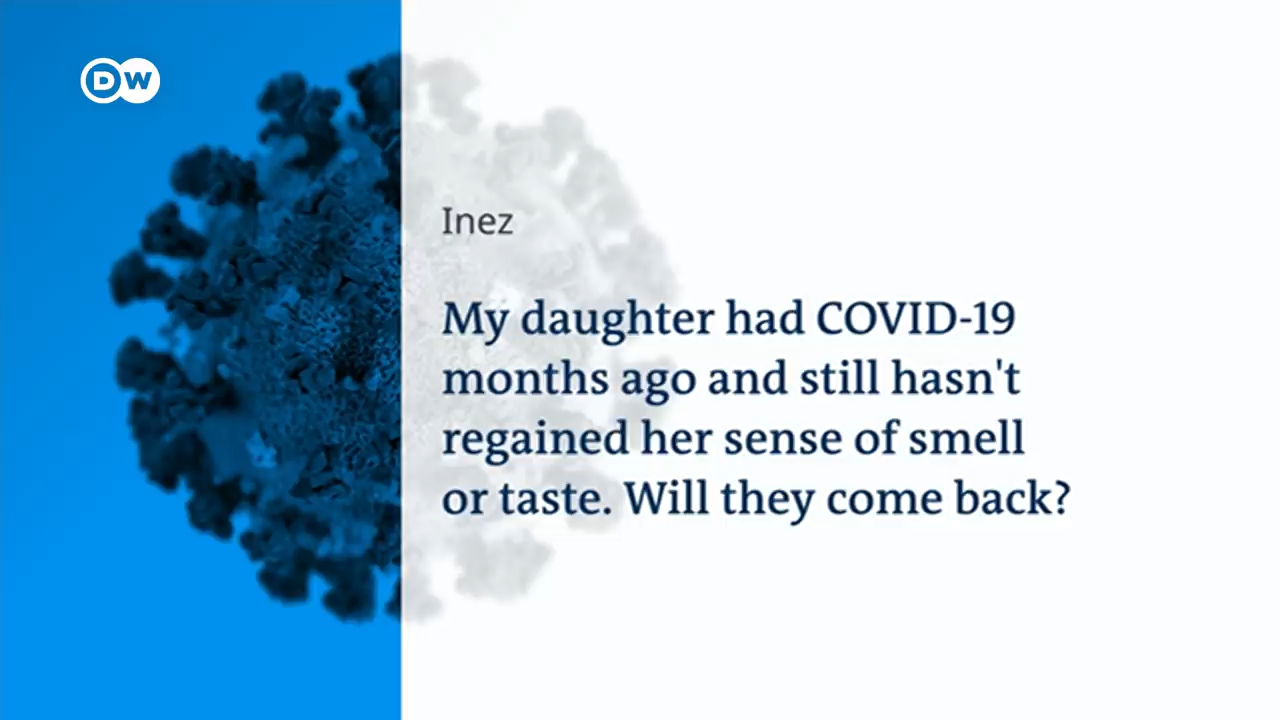 DW
Inez
My daughter had COVID-19
months ago and still hasn't
regained her sense of smell
or taste. Will they come back?